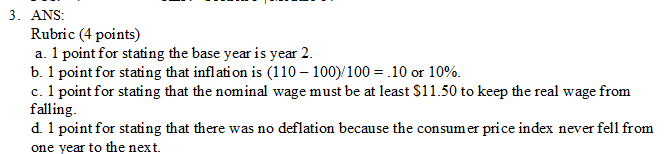 3. ANS:
Rubric (4 points)
a. 1 point for stating the base year is year 2.
b. 1 point for stating that inflation is (110 – 100)/100 = .10 or 10%.
c. 1 point for stating that the nominal wage must be at least $11.50 to keep the real wage from
falling.
d. 1 point for stating that there was no deflation because the consumer price index never fell from
one year to the next.